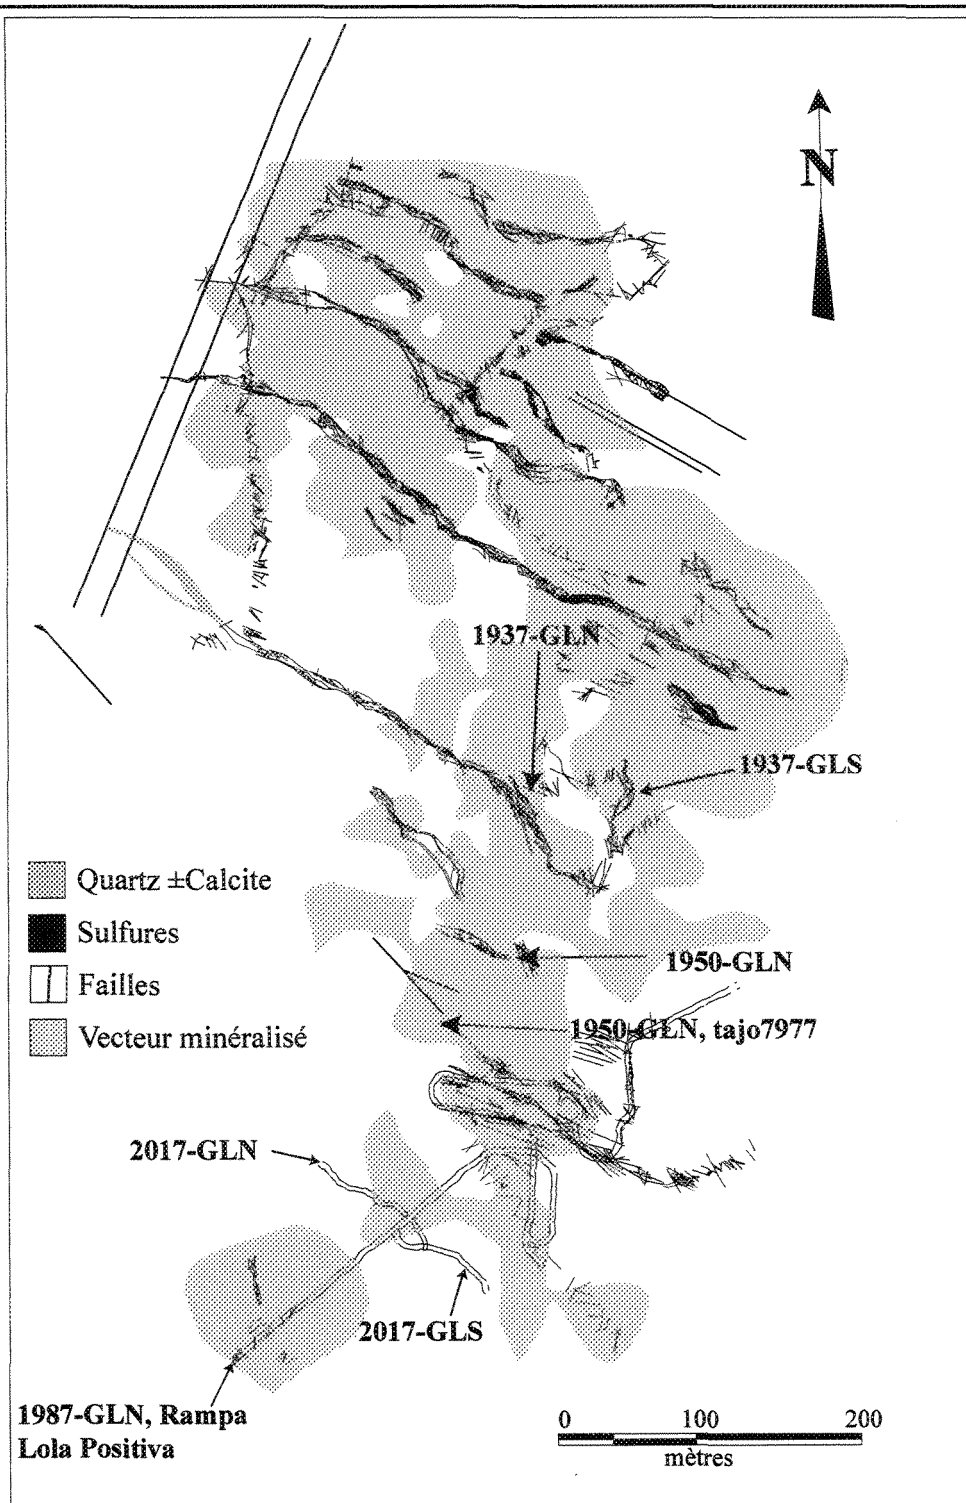 N
1937-GLN
1937-GLS
Quartz ±Calcite
Sulfures
Failles
Vecteur minéralisé
1950-GLN
1950-GLN, tajo7977
2017-GLN
2017-GLS
1987-GLN, Rampa
Lola Positiva
0 100 200
mètres